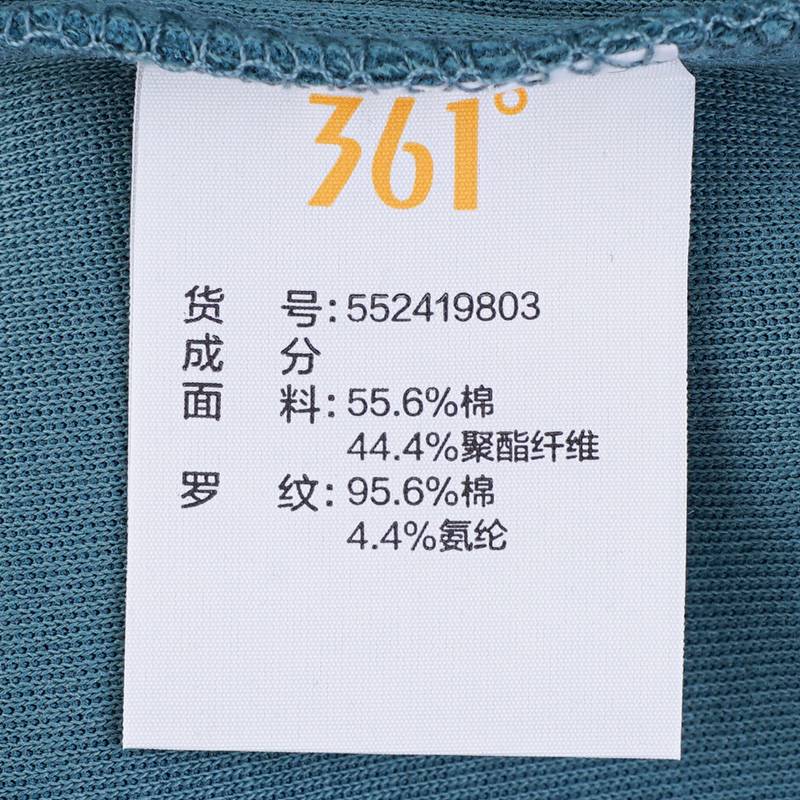 361°
货 号:552419803
成 分
面 料:55.6%棉
44.4%聚酯纤维
罗 纹:95.6%棉
4.4%氨纶